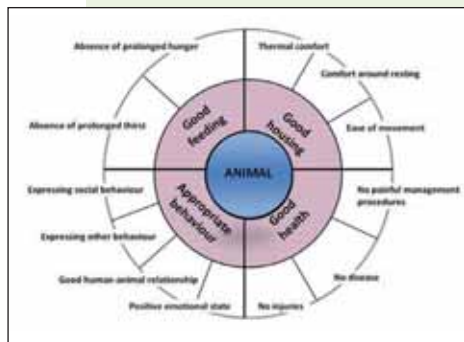 Absence of prolonged hunger
Thermal comfort
Comfort around resting
Good
feeding
Good
housing
Absence of prolonged thirst
Ease of movement
ANIMAL
Expressing social behaviour
No painful management
procedures
Appropriate
behaviour
Good
health
Expressing other behaviour
Good human animal relationship
No disease
Positive emotional state
No injuries